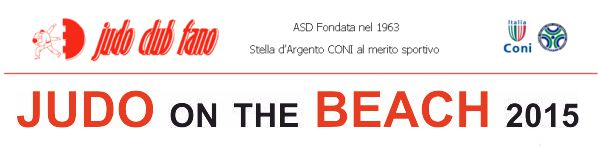 judo club fano
ASD Fondata nel 1963
Stella d'Argento CONI al merito sportivo
Italia
Coni
JUDO ON THE BEACH 2015